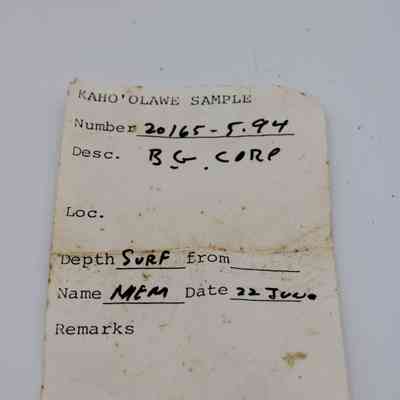 KAHO'OLAWE SAMPLE
Number 20165-5.94
Desc. BG. CORP
Loc.
Depth SURF from
Name MEM Date 22
Remarks